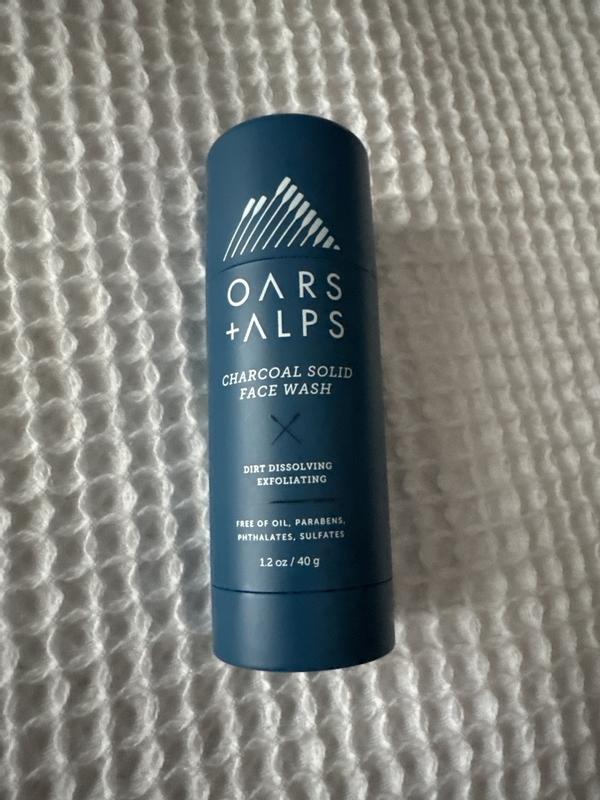 OARS
+ALPS
CHARCOAL SOLID
FACE WASH
DIRT DISSOLVING
EXFOLIATING
FREE OF OIL, PARABENS,
PHTHALATES, SULFATES
1.2 oz / 40 g